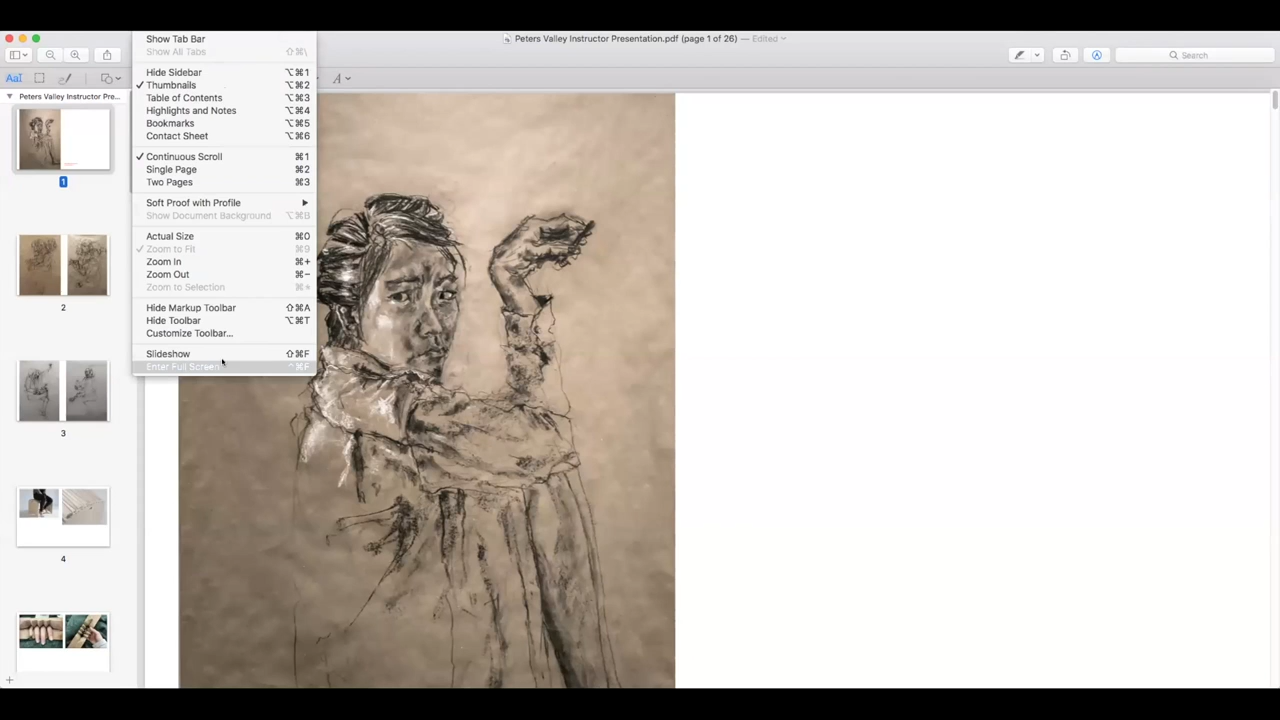 Peters Valley Instructor Presentation.pdf (page 1 of 26) — Edited
Search
AaI
A
Peters Valley Instructor Pre...
1
2
3
4
Show Tab Bar
Show All Tabs ⇧⌘\
Hide Sidebar ⌥⌘1
✓ Thumbnails ⌥⌘2
Table of Contents ⌥⌘3
Highlights and Notes ⌥⌘4
Bookmarks ⌥⌘5
Contact Sheet ⌥⌘6
✓ Continuous Scroll ⌘1
Single Page ⌘2
Two Pages ⌘3
Soft Proof with Profile
Show Document Background ⌥⌘B
Actual Size ⌘0
✓ Zoom to Fit ⌘9
Zoom In ⌘+
Zoom Out ⌘−
Zoom to Selection ⌘*
Hide Markup Toolbar ⇧⌘A
Hide Toolbar ⌥⌘T
Customize Toolbar...
Slideshow ⇧⌘F
Enter Full Screen ^⌘F